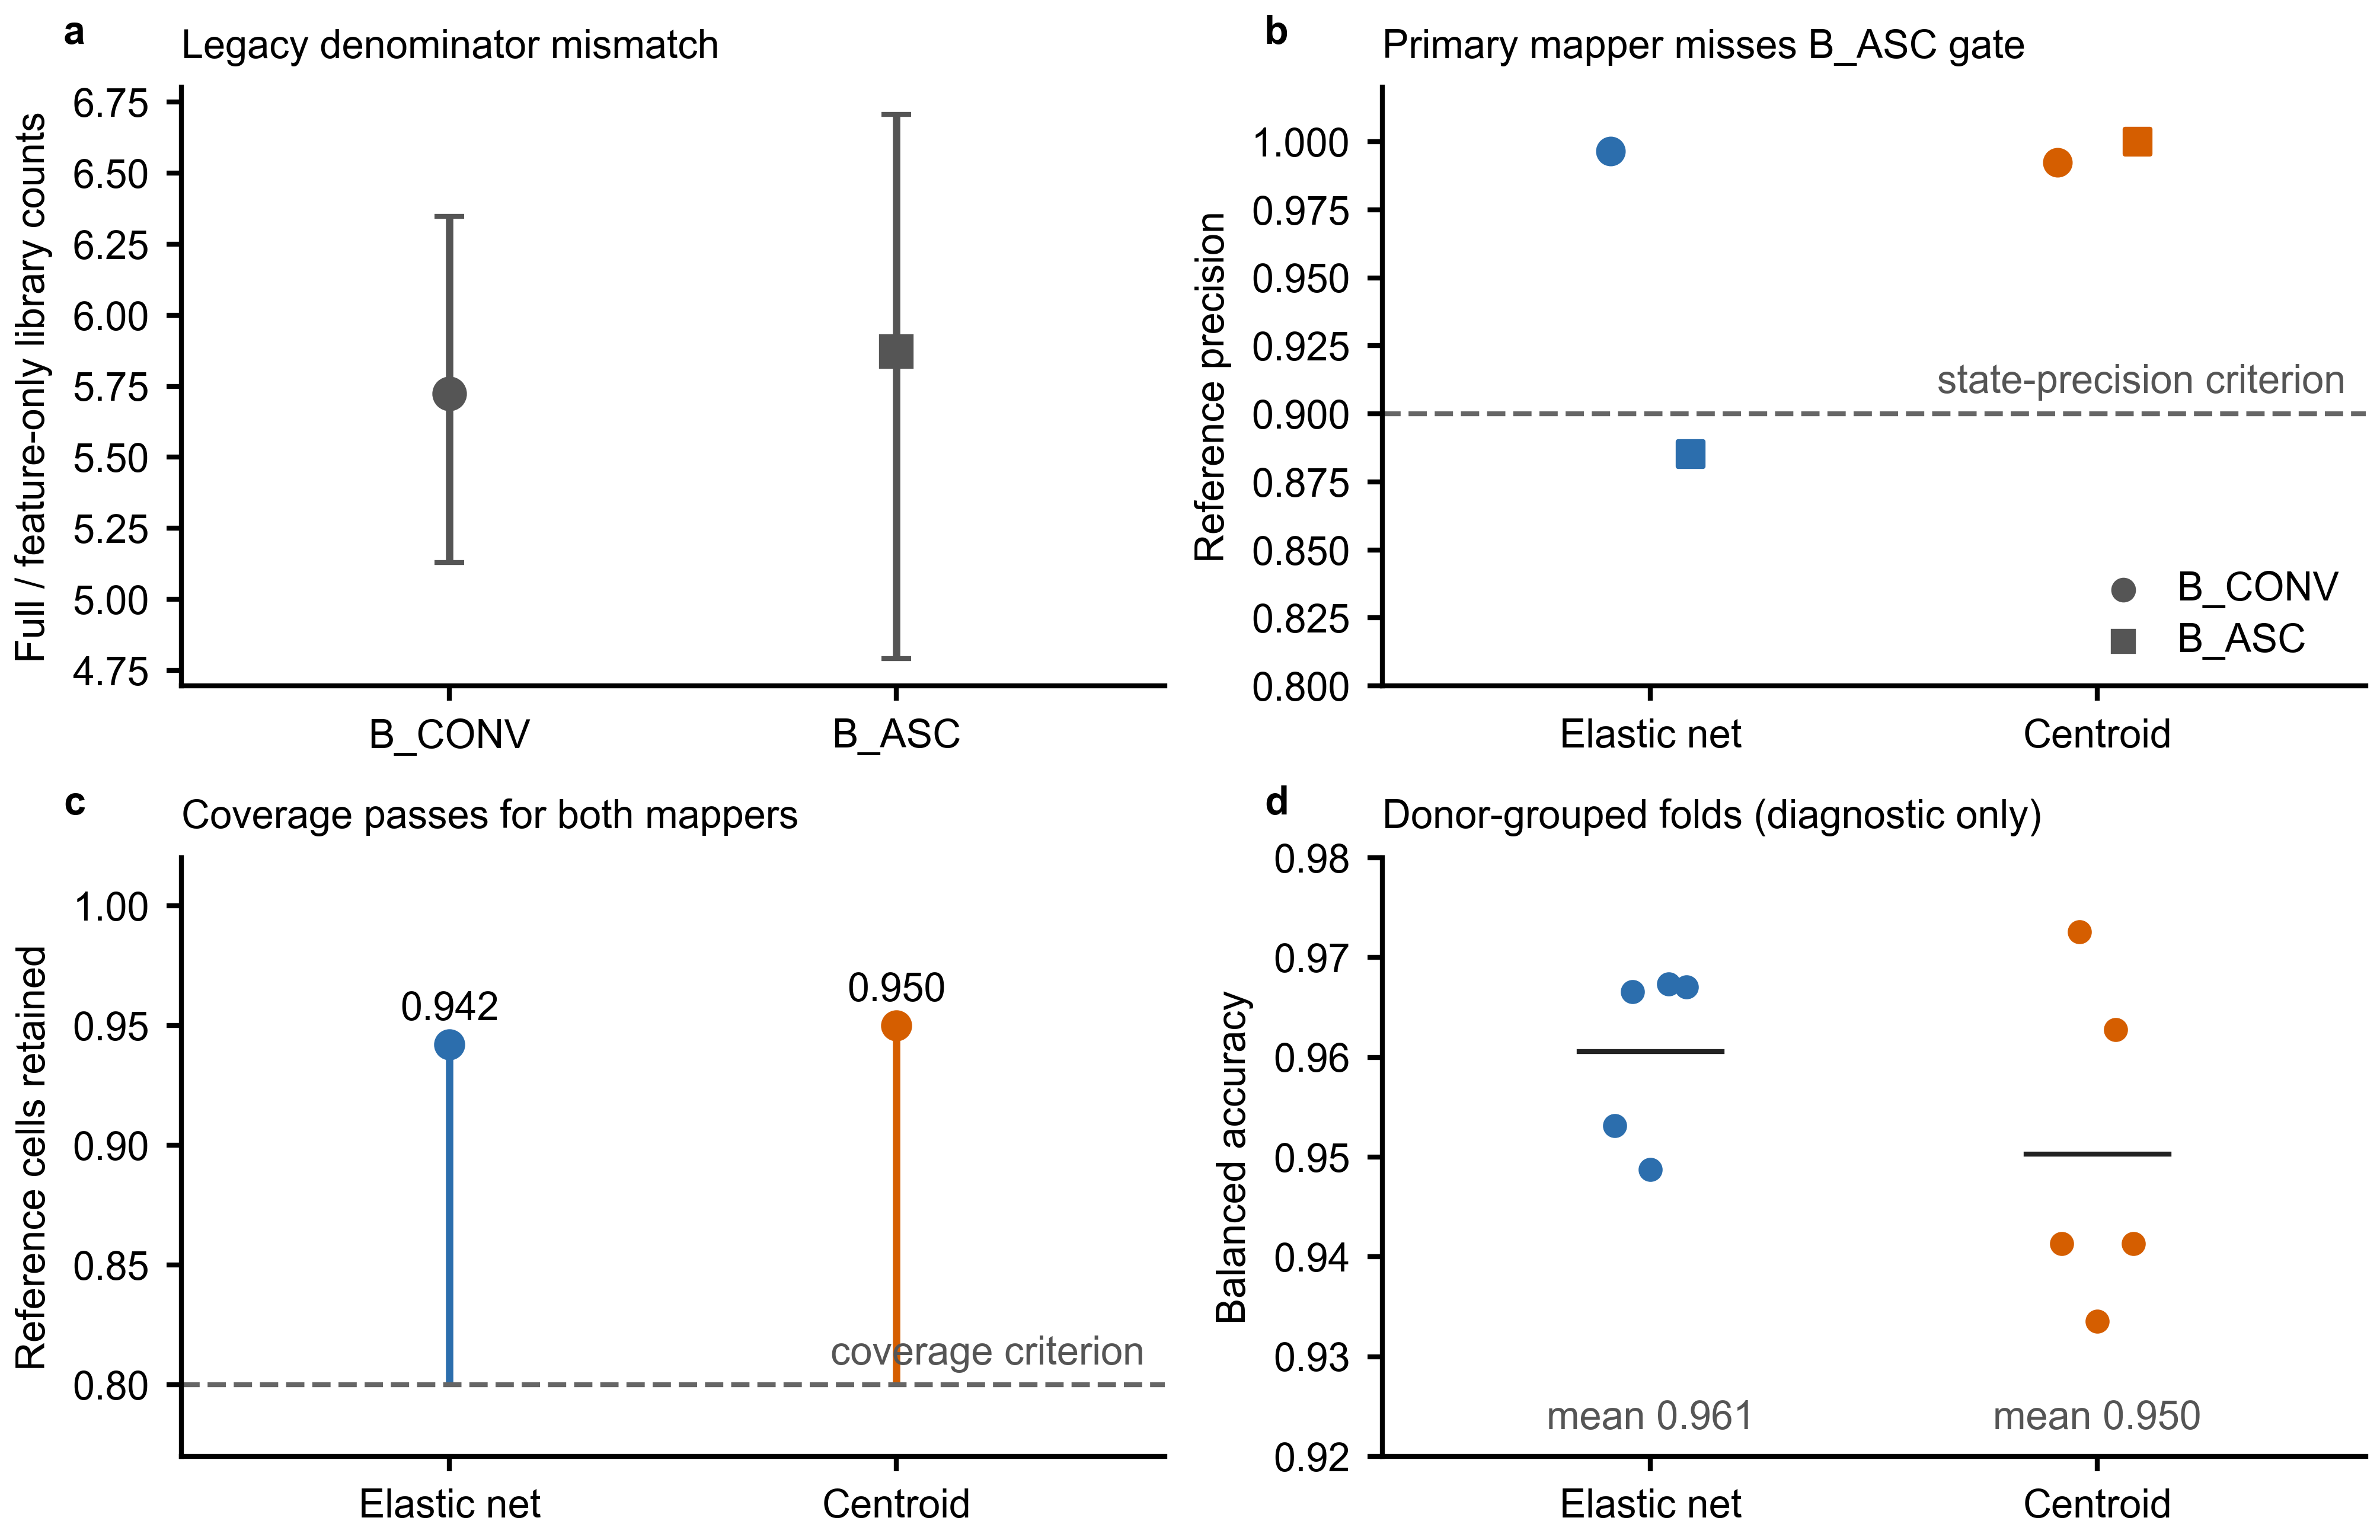 a
Legacy denominator mismatch
Full / feature-only library counts
6.75
6.50
6.25
6.00
5.75
5.50
5.25
5.00
4.75
B_CONV
B_ASC
b
Primary mapper misses B_ASC gate
Reference precision
1.000
0.975
0.950
0.925
0.900
0.875
0.850
0.825
0.800
state-precision criterion
B_CONV
B_ASC
Elastic net
Centroid
c
Coverage passes for both mappers
Reference cells retained
1.00
0.95
0.90
0.85
0.80
0.942
0.950
coverage criterion
Elastic net
Centroid
d
Donor-grouped folds (diagnostic only)
Balanced accuracy
0.98
0.97
0.96
0.95
0.94
0.93
0.92
mean 0.961
mean 0.950
Elastic net
Centroid